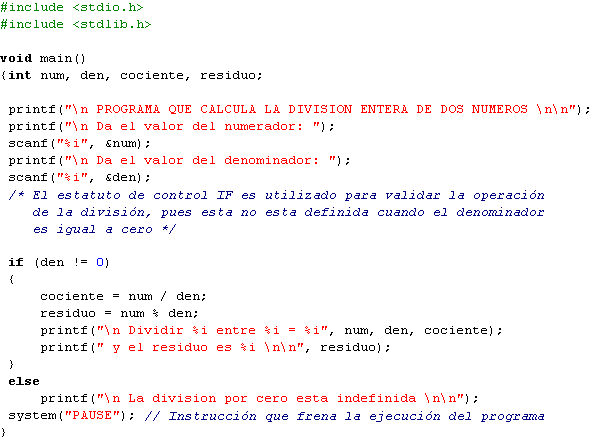 #include <stdio.h>
#include <stdlib.h>
void main()
{int num, den, cociente, residuo;
printf("\n PROGRAMA QUE CALCULA LA DIVISION ENTERA DE DOS NUMEROS \n\n");
printf("\n Da el valor del numerador: ");
scanf("%i", &num);
printf("\n Da el valor del denominador: ");
scanf("%i", &den);
/* El estatuto de control IF es utilizado para validar la operación
de la división, pues esta no esta definida cuando el denominador
es igual a cero */
if (den != 0)
{
cociente = num / den;
residuo = num % den;
printf("\n Dividir %i entre %i = %i", num, den, cociente);
printf(" y el residuo es %i \n\n", residuo);
}
else
printf("\n La division por cero esta indefinida \n\n");
system("PAUSE"); // Instrucción que frena la ejecución del programa
}